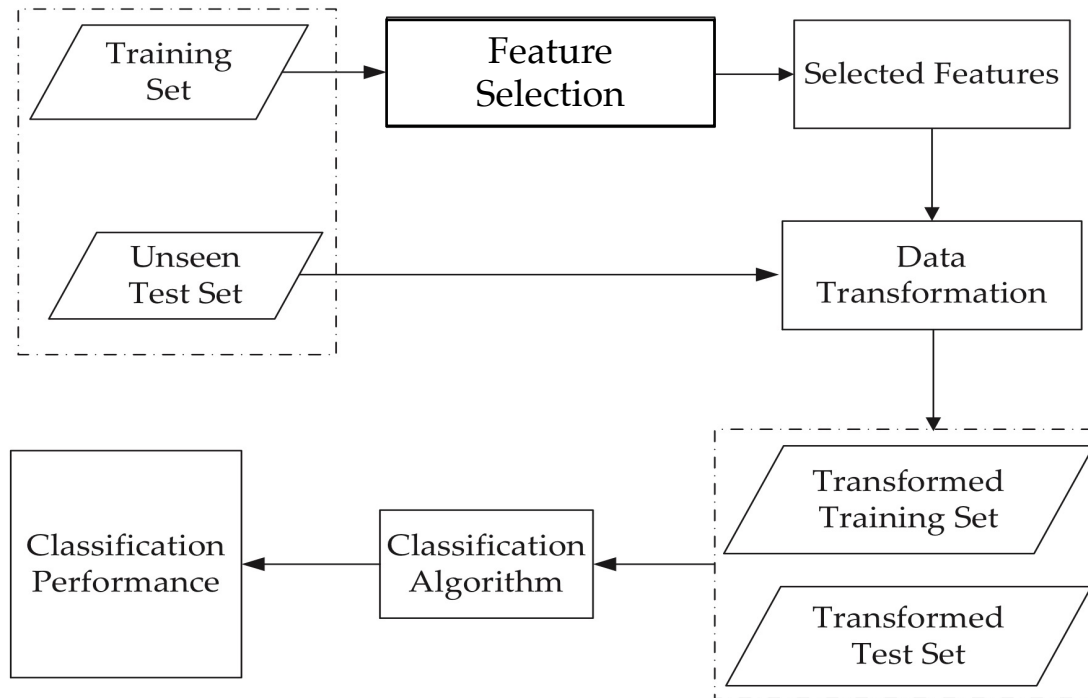 Training
Set
Feature
Selection
Selected Features
Unseen
Test Set
Data
Transformation
Transformed
Training Set
Transformed
Test Set
Classification
Algorithm
Classification
Performance